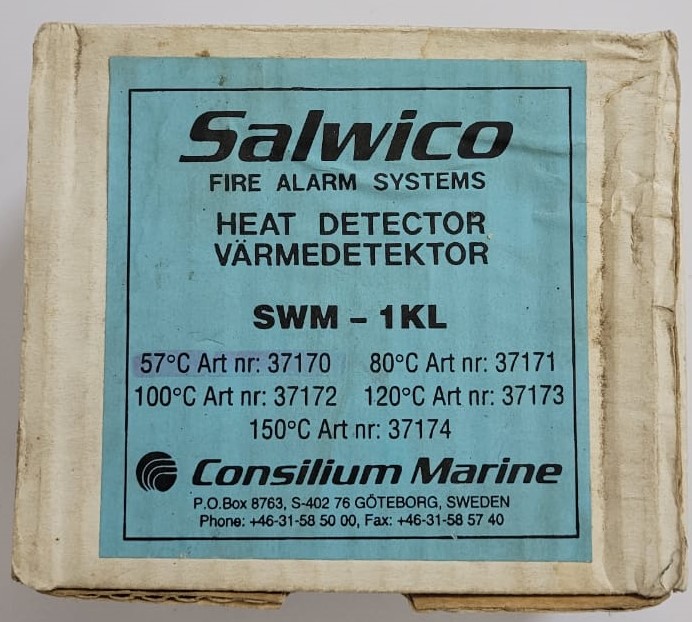 Salwico
FIRE ALARM SYSTEMS
HEAT DETECTOR
VÄRMEDETEKTOR
SWM - 1KL
57°C Art nr: 37170 80°C Art nr: 37171
100°C Art nr: 37172 120°C Art nr: 37173
150°C Art nr: 37174
Consilium Marine
P.O.Box 8763, S-402 76 GÖTEBORG, SWEDEN
Phone: +46-31-58 50 00, Fax: +46-31-58 57 40